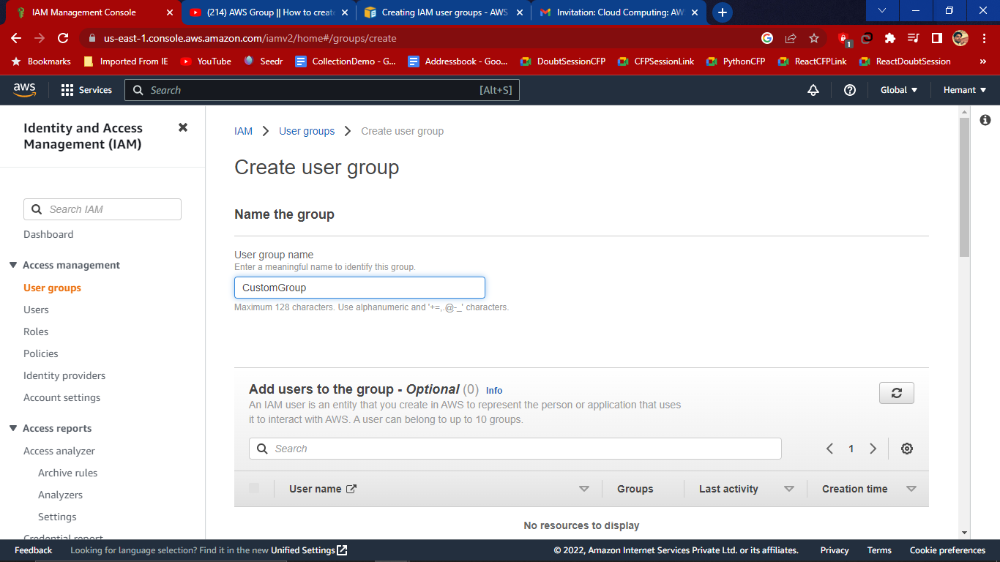 IAM Management Console
(214) AWS Group || How to create
Creating IAM user groups - AWS
Invitation: Cloud Computing: AW
us-east-1.console.aws.amazon.com/iamv2/home#/groups/create
1
Bookmarks Imported From IE YouTube Seedr CollectionDemo - G... Addressbook - Goo... DoubtSessionCFP CFPSessionLink PythonCFP ReactCFPLink ReactDoubtSession »
aws Services Search [Alt+S] Global Hemant
Identity and Access
Management (IAM)
Search IAM
Dashboard
Access management
User groups
Users
Roles
Policies
Identity providers
Account settings
Access reports
Access analyzer
Archive rules
Analyzers
Settings
Credential report
IAM > User groups > Create user group
Create user group
Name the group
User group name
Enter a meaningful name to identify this group.
CustomGroup
Maximum 128 characters. Use alphanumeric and '+=,.@-_' characters.
Add users to the group - Optional (0) Info
An IAM user is an entity that you create in AWS to represent the person or application that uses
it to interact with AWS. A user can belong to up to 10 groups.
Search
1
User name Groups Last activity Creation time
No resources to display
Feedback Looking for language selection? Find it in the new Unified Settings © 2022, Amazon Internet Services Private Ltd. or its affiliates. Privacy Terms Cookie preferences